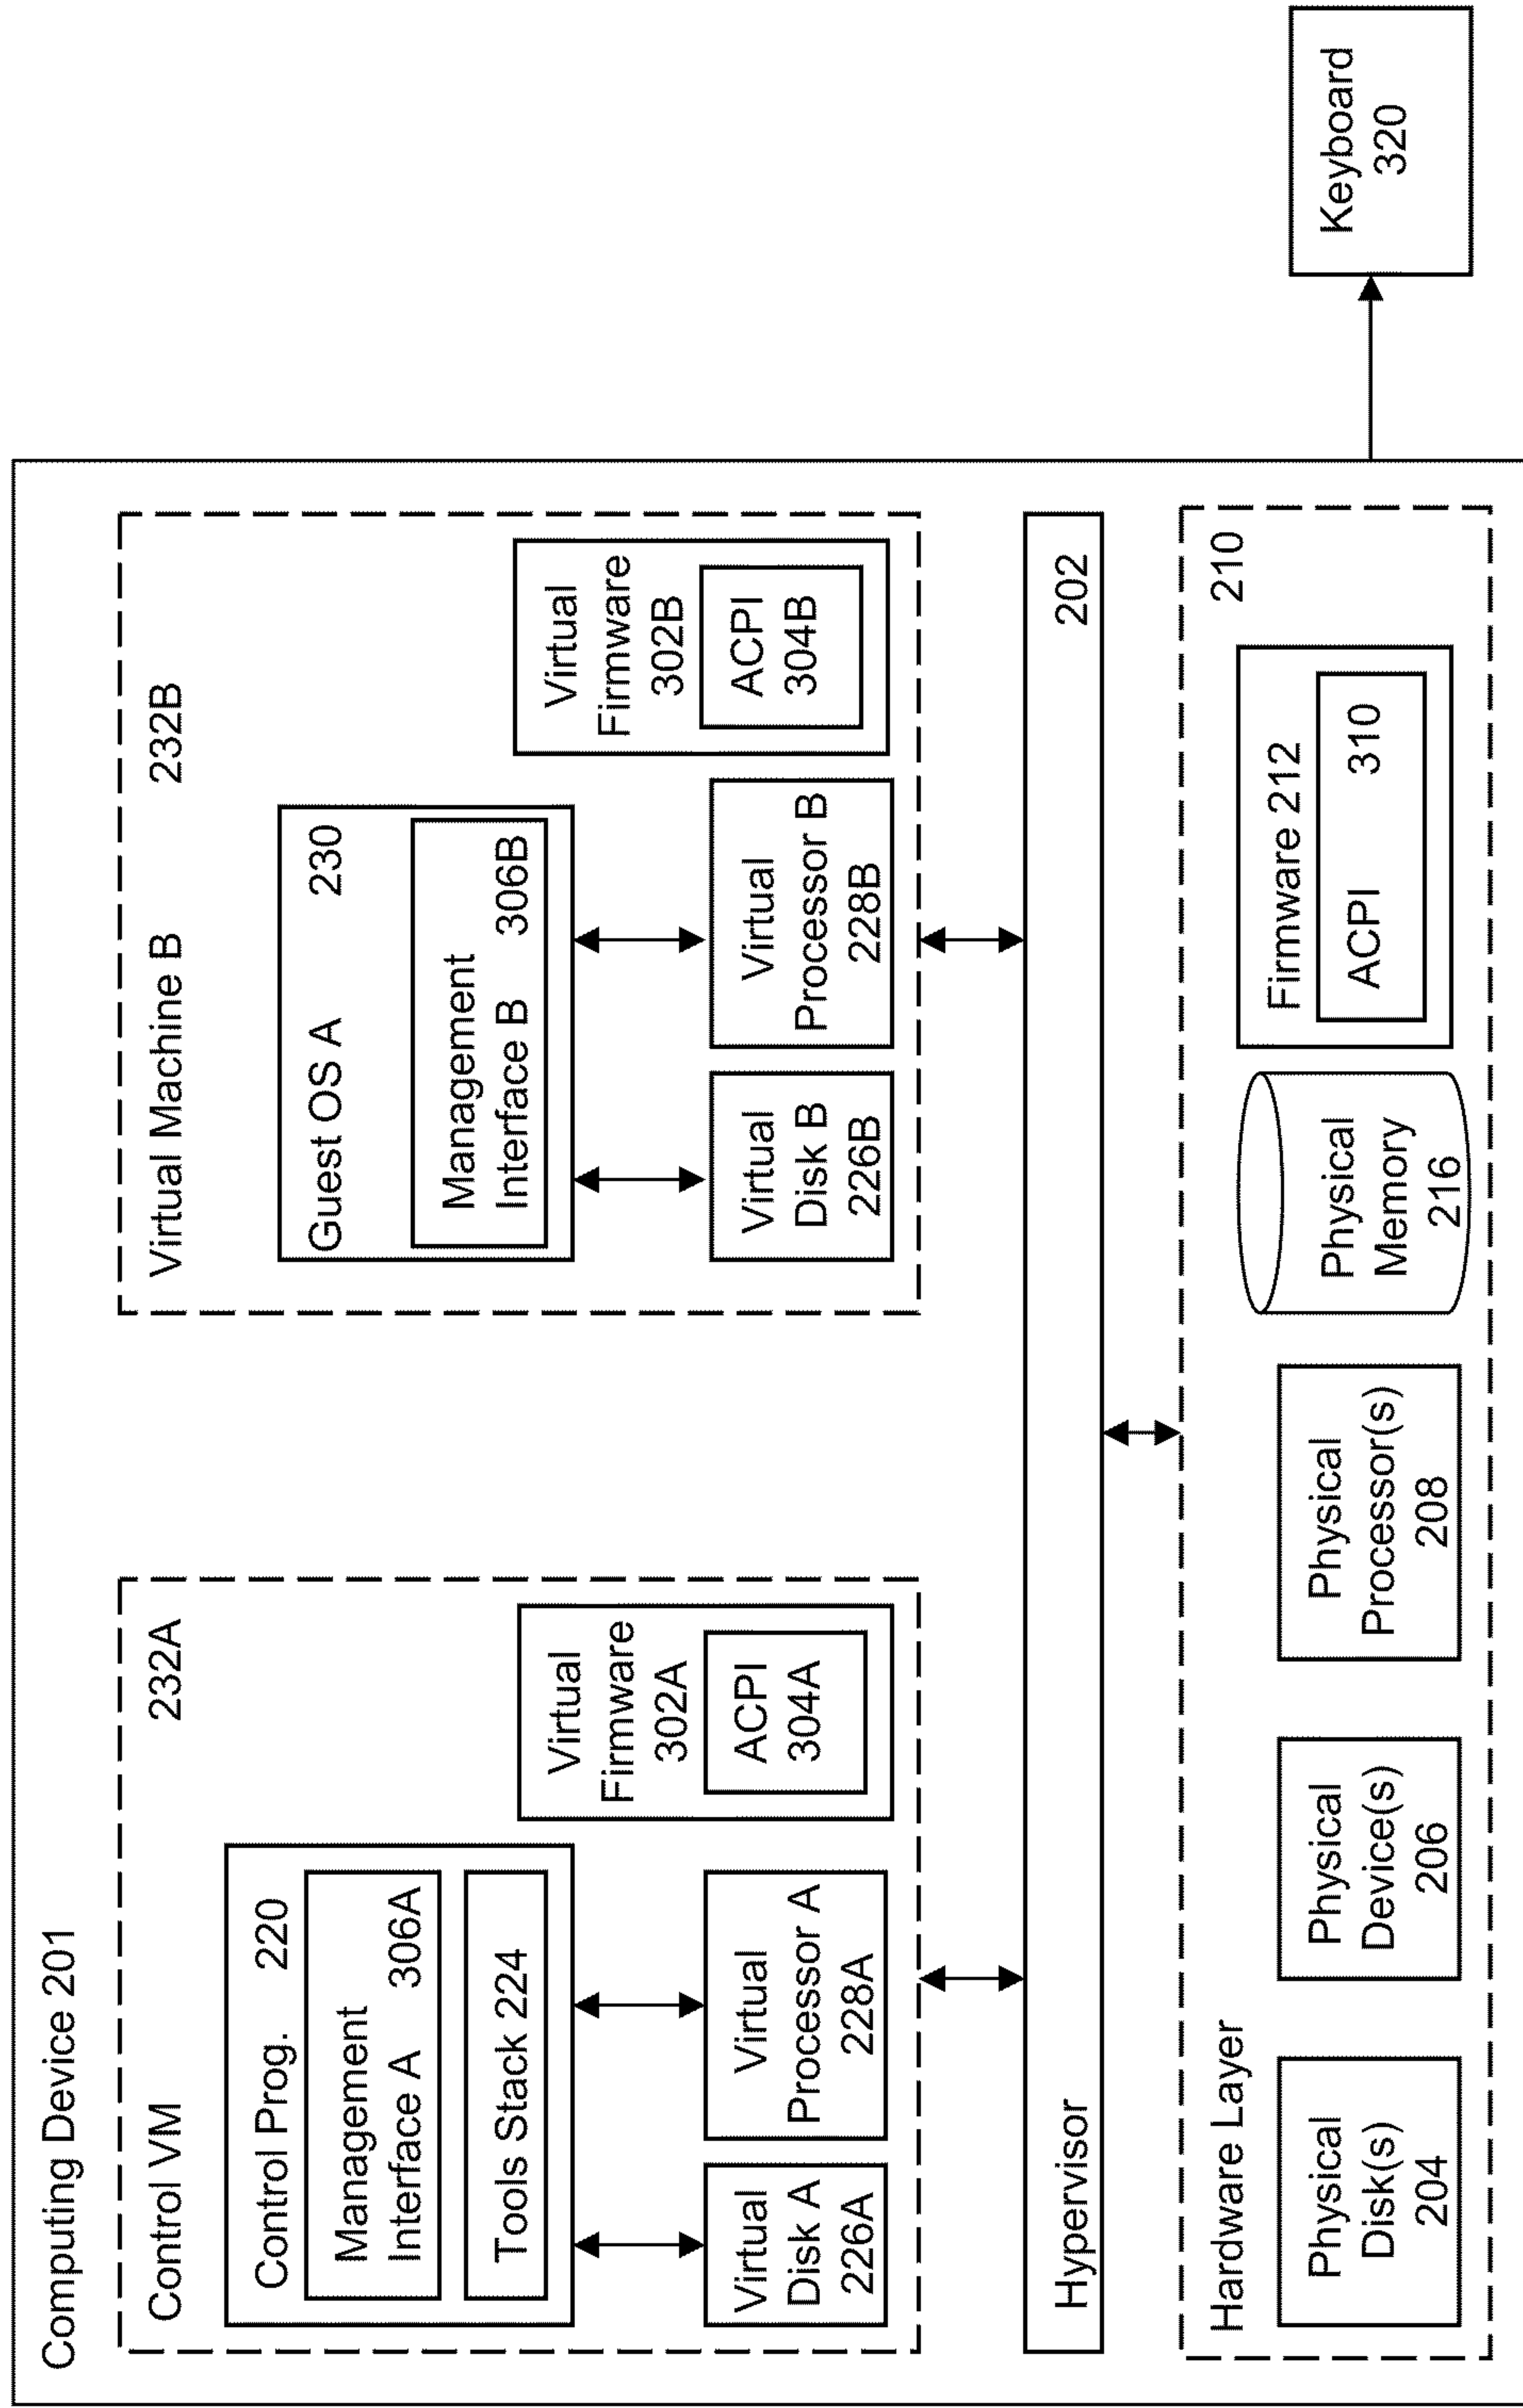 Computing Device 201
Control VM 232A
Control Prog. 220
Management
Interface A 306A
Tools Stack 224
Virtual
Disk A
226A
Virtual
Processor A
228A
Virtual
Firmware
302A
ACPI
304A
Virtual Machine B 232B
Guest OS A 230
Management
Interface B 306B
Virtual
Disk B
226B
Virtual
Processor B
228B
Virtual
Firmware
302B
ACPI
304B
Hypervisor 202
Hardware Layer 210
Physical
Disk(s)
204
Physical
Device(s)
206
Physical
Processor(s)
208
Physical
Memory
216
Firmware 212
ACPI 310
Keyboard
320